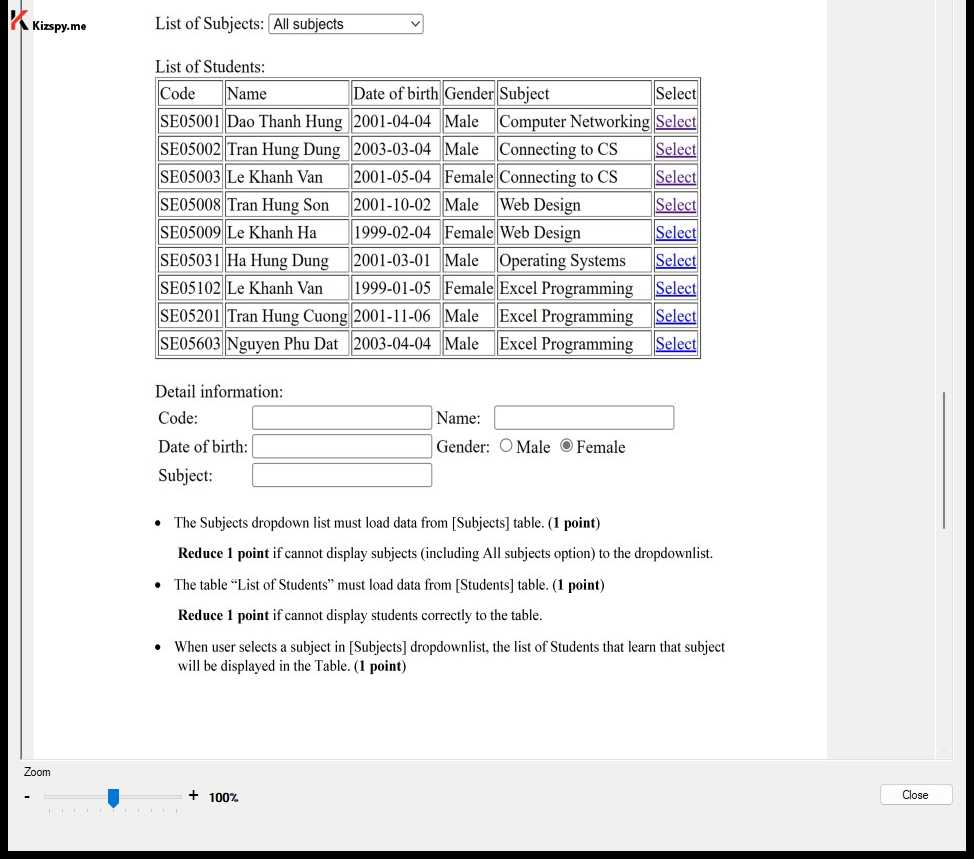 Kizspy.me
List of Subjects: All subjects
List of Students:
Code Name Date of birth Gender Subject Select
SE05001 Dao Thanh Hung 2001-04-04 Male Computer Networking Select
SE05002 Tran Hung Dung 2003-03-04 Male Connecting to CS Select
SE05003 Le Khanh Van 2001-05-04 Female Connecting to CS Select
SE05008 Tran Hung Son 2001-10-02 Male Web Design Select
SE05009 Le Khanh Ha 1999-02-04 Female Web Design Select
SE05031 Ha Hung Dung 2001-03-01 Male Operating Systems Select
SE05102 Le Khanh Van 1999-01-05 Female Excel Programming Select
SE05201 Tran Hung Cuong 2001-11-06 Male Excel Programming Select
SE05603 Nguyen Phu Dat 2003-04-04 Male Excel Programming Select
Detail information:
Code: Name:
Date of birth: Gender: Male Female
Subject:
• The Subjects dropdown list must load data from [Subjects] table. (1 point)
Reduce 1 point if cannot display subjects (including All subjects option) to the dropdownlist.
• The table “List of Students” must load data from [Students] table. (1 point)
Reduce 1 point if cannot display students correctly to the table.
• When user selects a subject in [Subjects] dropdownlist, the list of Students that learn that subject
will be displayed in the Table. (1 point)
Zoom
- + 100%
Close